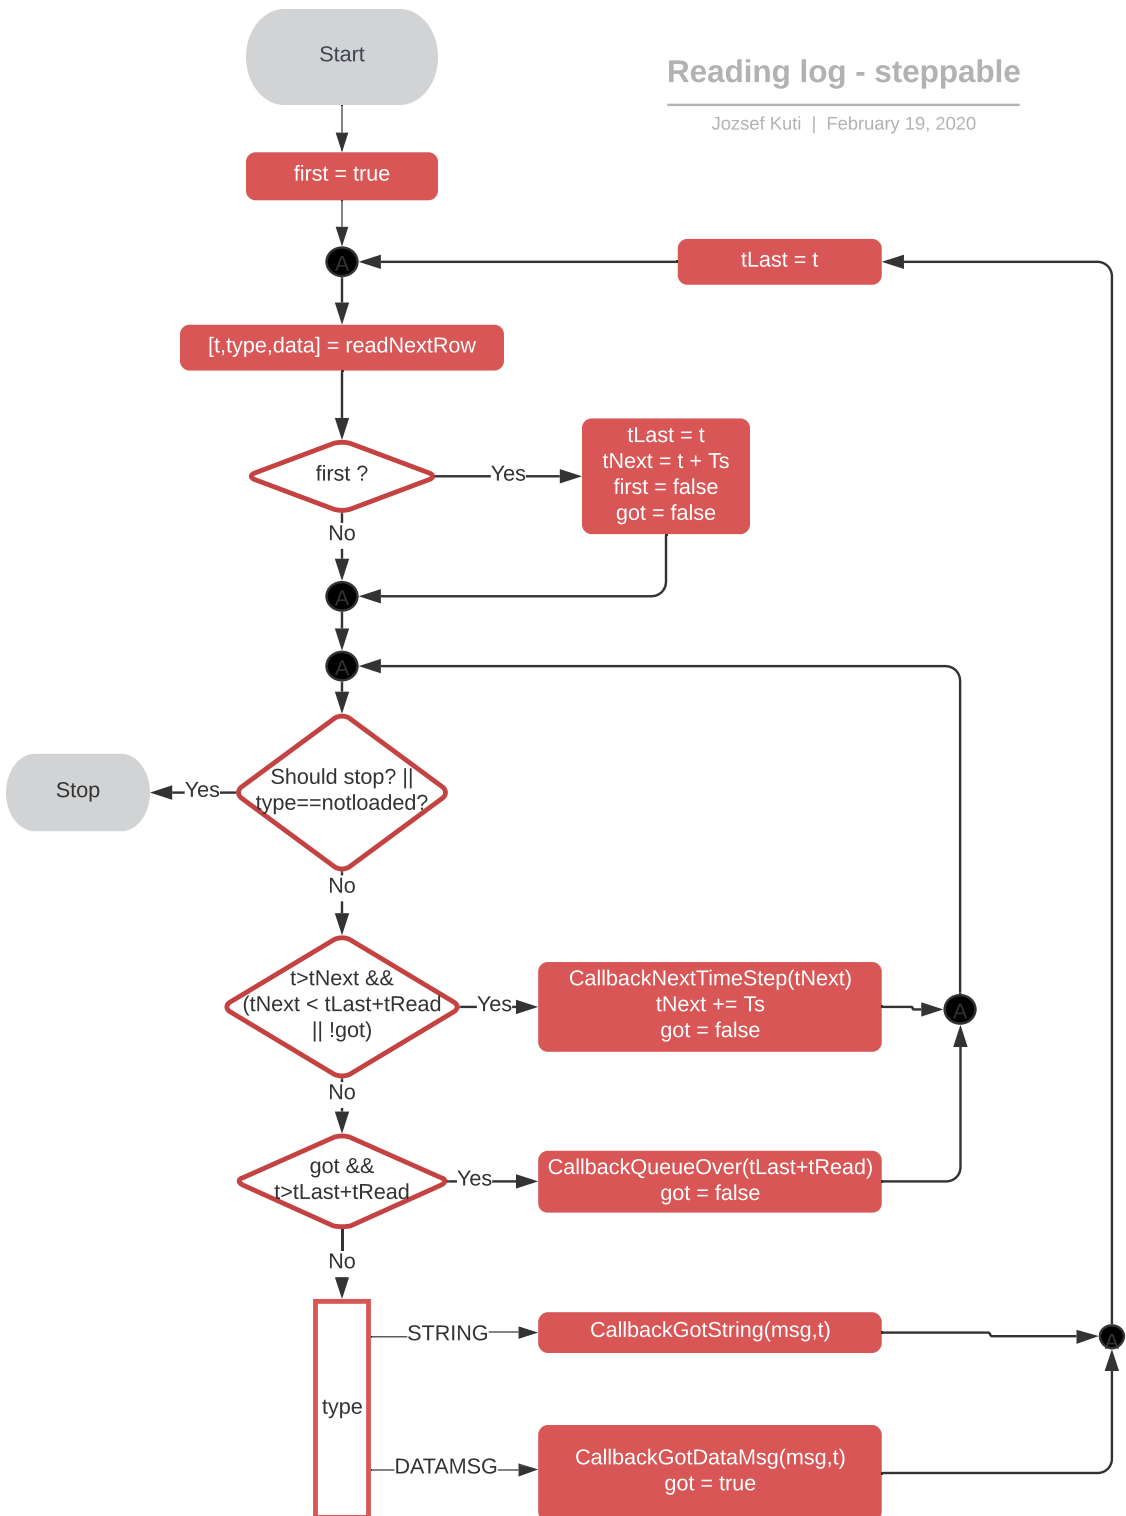 Start
Reading log - steppable
Jozsef Kuti | February 19, 2020
first = true
A
tLast = t
[t,type,data] = readNextRow
first ?
Yes
tLast = t
tNext = t + Ts
first = false
got = false
No
A
A
Should stop? ||
type==notloaded?
Yes
Stop
No
t>tNext &&
(tNext < tLast+tRead
|| !got)
Yes
CallbackNextTimeStep(tNext)
tNext += Ts
got = false
A
No
got &&
t>tLast+tRead
Yes
CallbackQueueOver(tLast+tRead)
got = false
No
type
STRING
CallbackGotString(msg,t)
A
DATAMSG
CallbackGotDataMsg(msg,t)
got = true